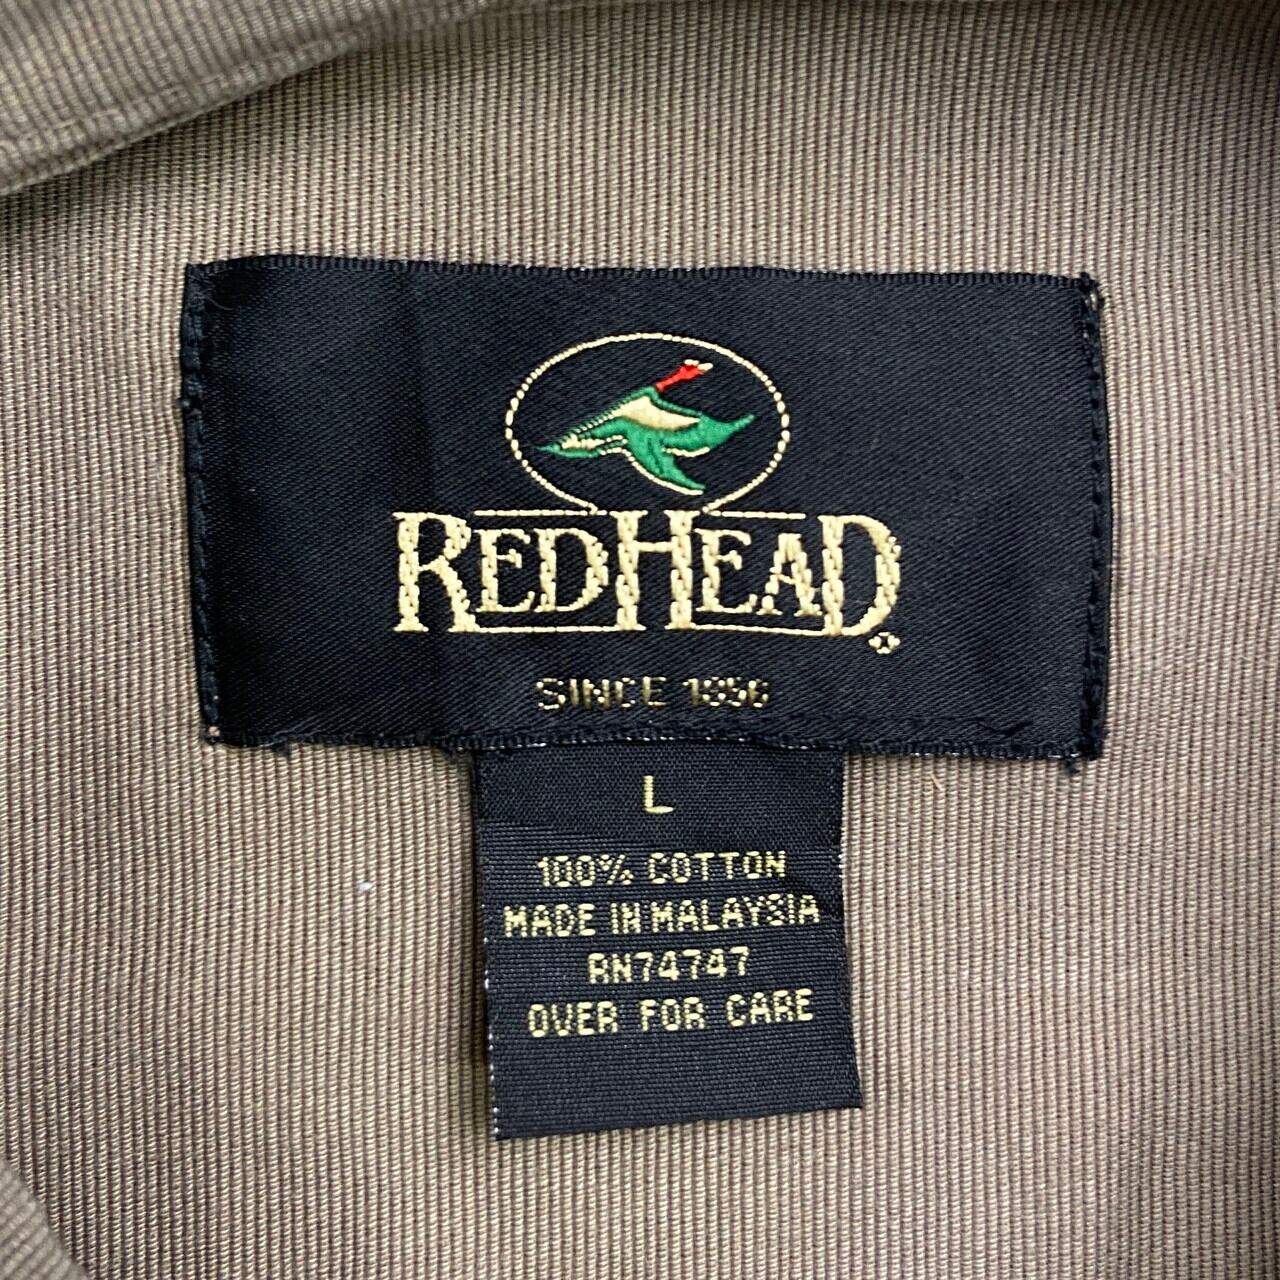 REDHEAD®
SINCE 1856
L
100% COTTON
MADE IN MALAYSIA
RN74747
OVER FOR CARE